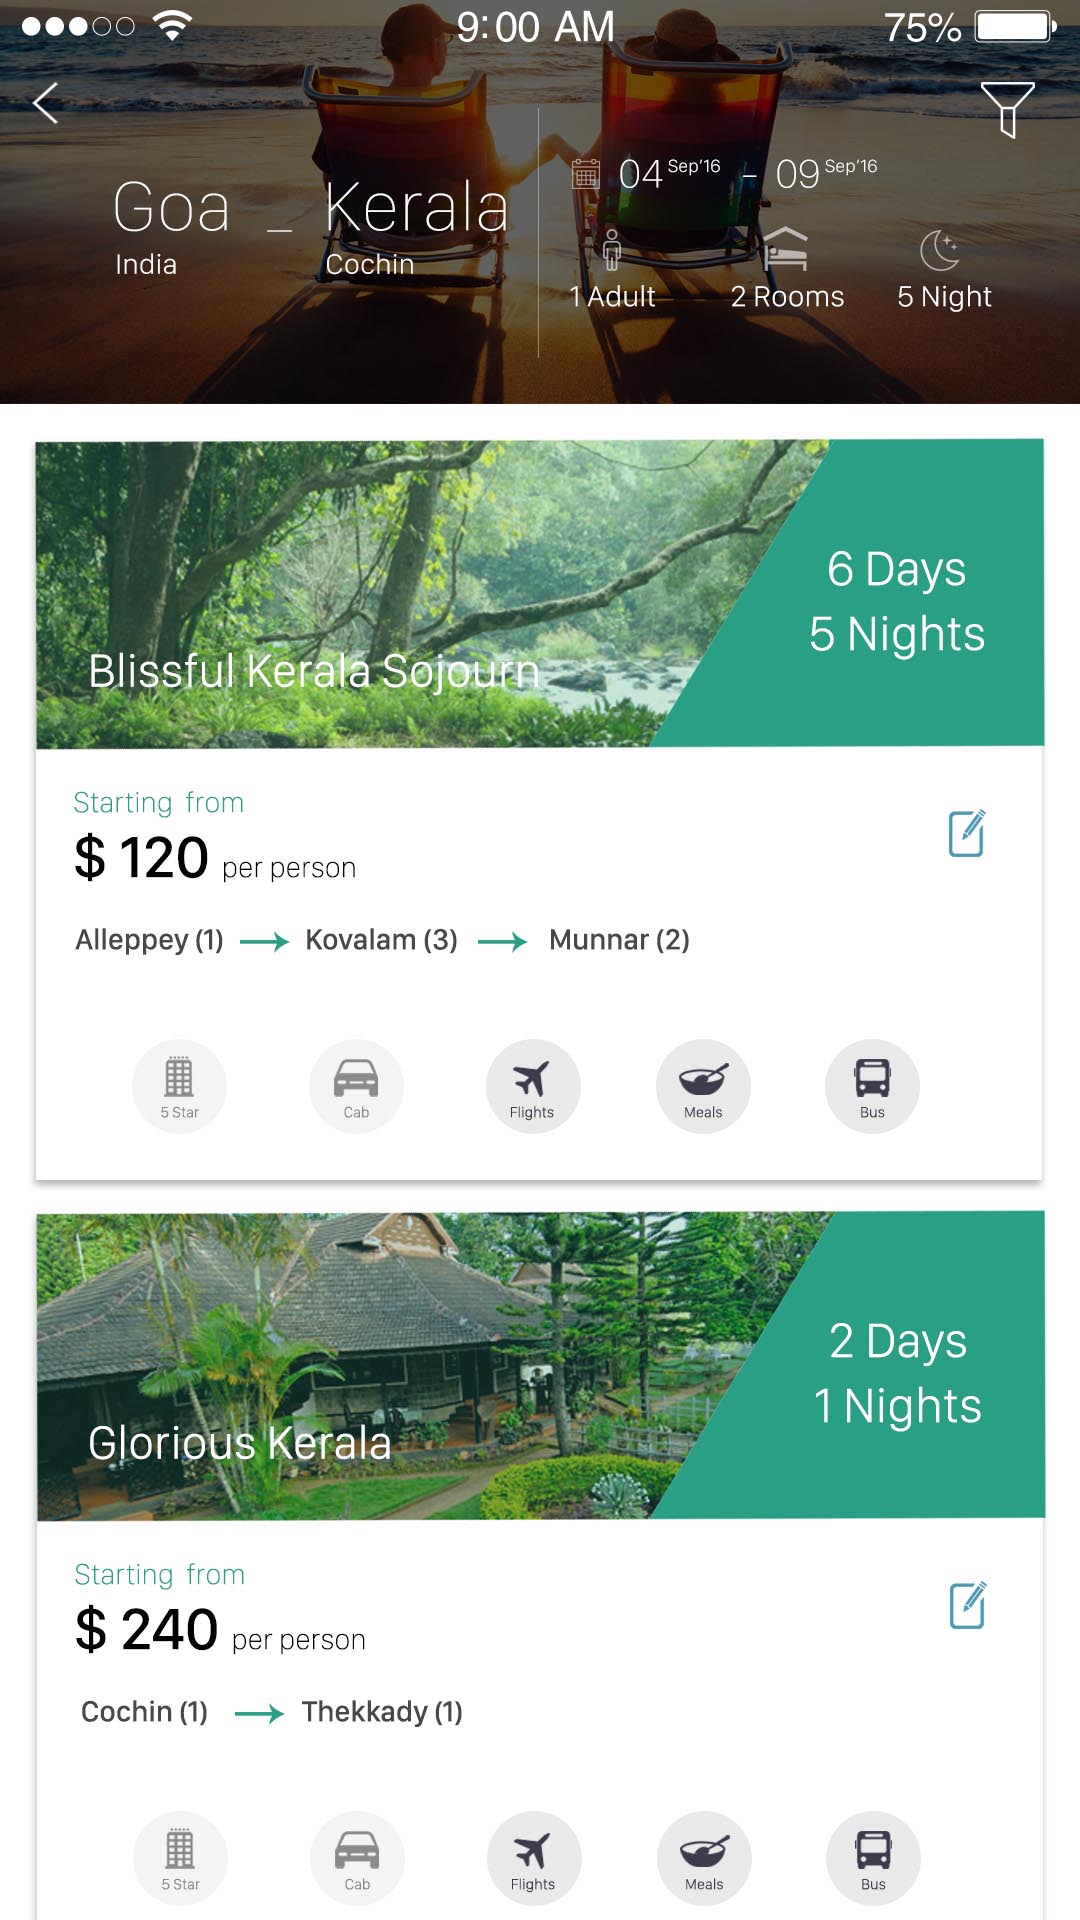 9:00 AM 75%
04 Sep'16 – 09 Sep'16
Goa _ Kerala
India Cochin
1 Adult 2 Rooms 5 Night
6 Days
5 Nights
Blissful Kerala Sojourn
Starting from
$ 120 per person
Alleppey (1) Kovalam (3) Munnar (2)
5 Star Cab Flights Meals Bus
2 Days
1 Nights
Glorious Kerala
Starting from
$ 240 per person
Cochin (1) Thekkady (1)
5 Star Cab Flights Meals Bus